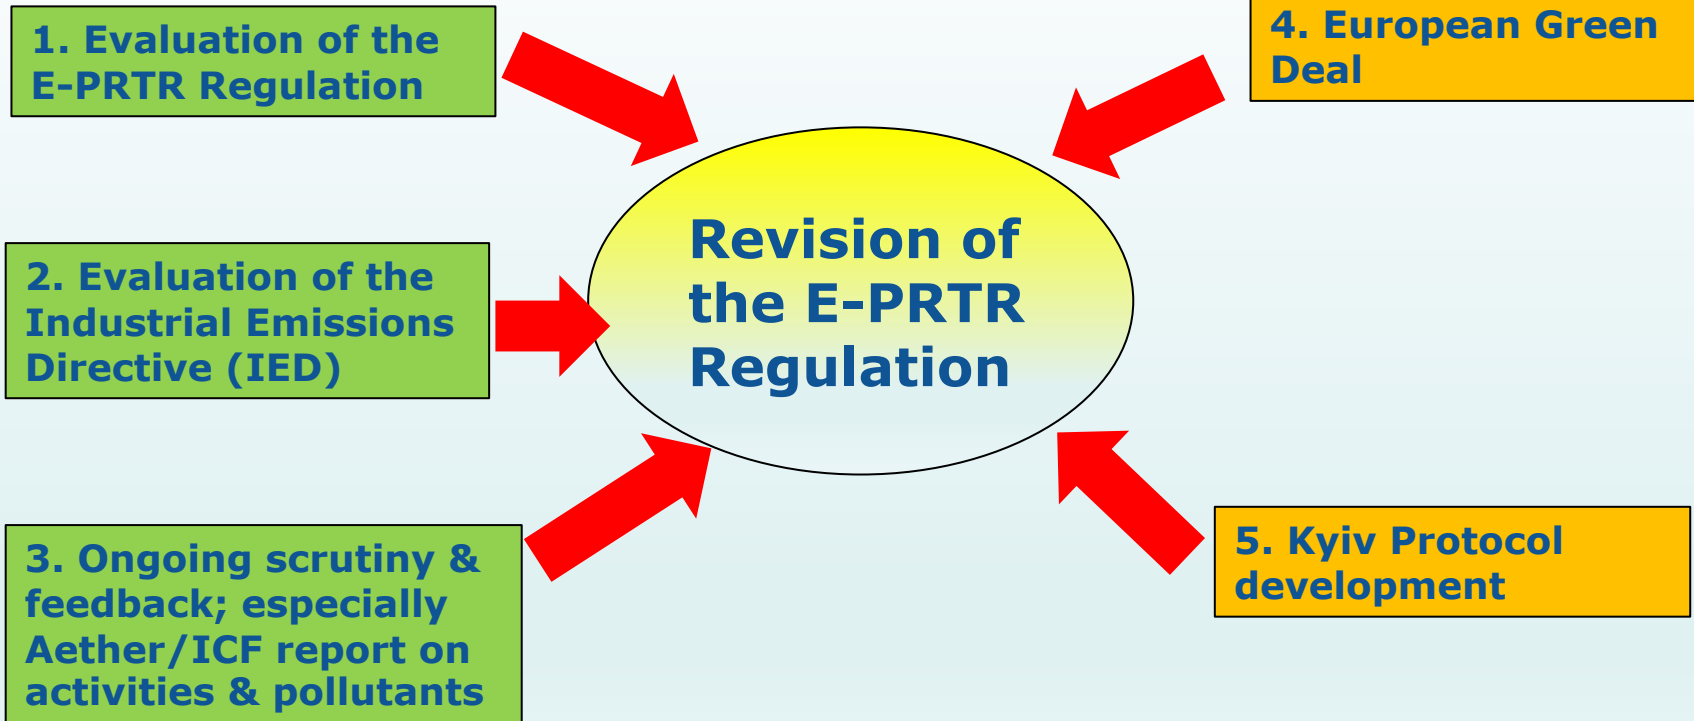 1. Evaluation of the
E-PRTR Regulation
4. European Green
Deal
Revision of
the E-PRTR
Regulation
2. Evaluation of the
Industrial Emissions
Directive (IED)
3. Ongoing scrutiny &
feedback; especially
Aether/ICF report on
activities & pollutants
5. Kyiv Protocol
development